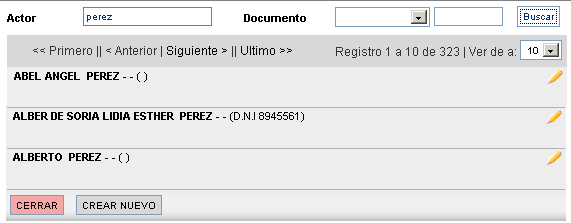 Actor perez Documento Buscar
<< Primero || < Anterior | Siguiente > || Ultimo >> Registro 1 a 10 de 323 | Ver de a: 10
ABEL ANGEL PEREZ - - ( )
ALBER DE SORIA LIDIA ESTHER PEREZ - - (D.N.I 8945561)
ALBERTO PEREZ - - ( )
CERRAR CREAR NUEVO